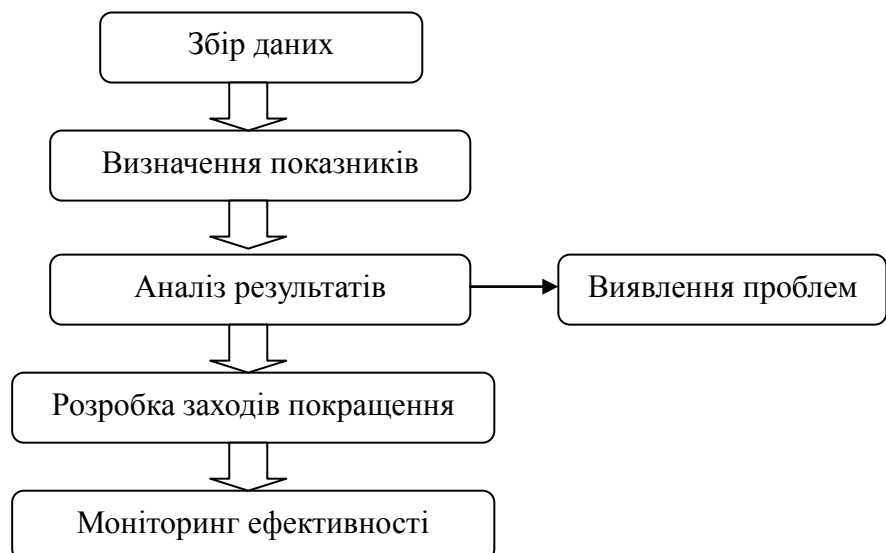 Збір даних
Визначення показників
Аналіз результатів
Виявлення проблем
Розробка заходів покращення
Моніторинг ефективності